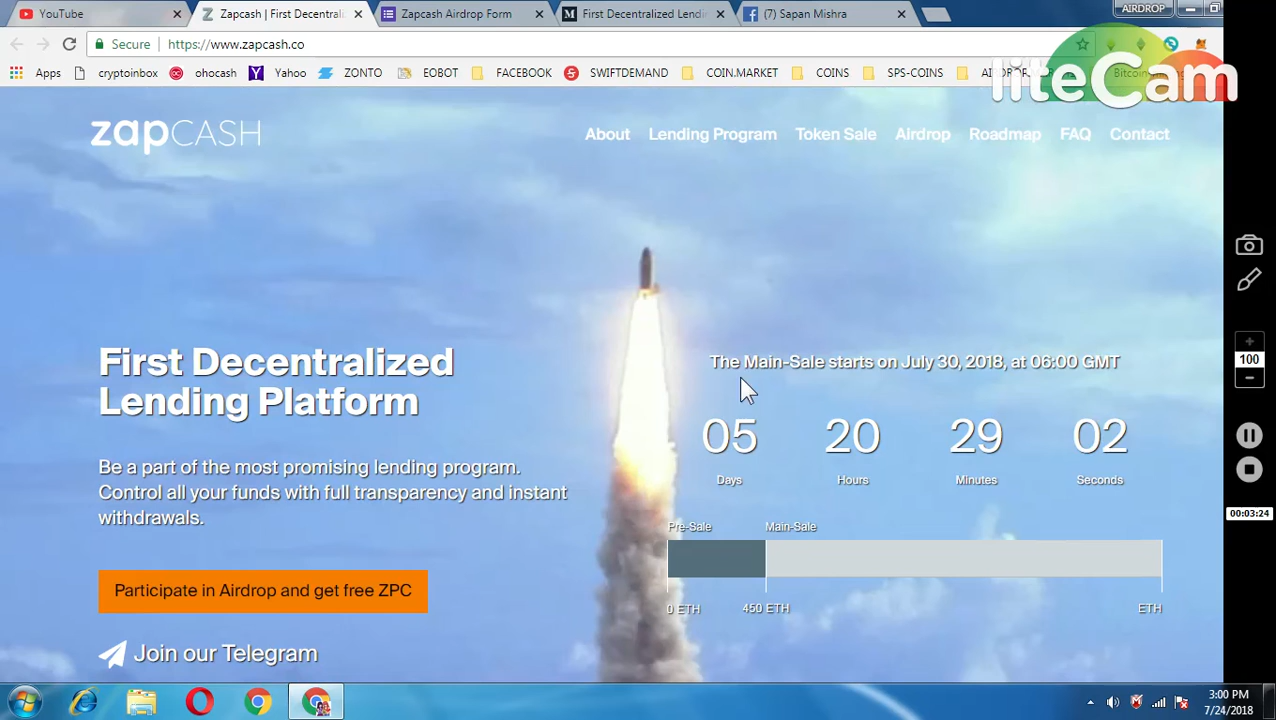 YouTube
Zapcash | First Decentrali
Zapcash Airdrop Form
First Decentralized Lendi
(7) Sapan Mishra
AIRDROP
Secure
https://www.zapcash.co
Apps
cryptoinbox
ohocash
Yahoo
ZONTO
EOBOT
FACEBOOK
SWIFTDEMAND
COIN.MARKET
COINS
SPS-COINS
liteCam
zapCASH
About
Lending Program
Token Sale
Airdrop
Roadmap
FAQ
Contact
First Decentralized
Lending Platform
Be a part of the most promising lending program.
Control all your funds with full transparency and instant
withdrawals.
Participate in Airdrop and get free ZPC
Join our Telegram
The Main-Sale starts on July 30, 2018, at 06:00 GMT
05 20 29 02
Days Hours Minutes Seconds
Pre-Sale
Main-Sale
0 ETH
450 ETH
ETH
100
00:03:24
3:00 PM
7/24/2018